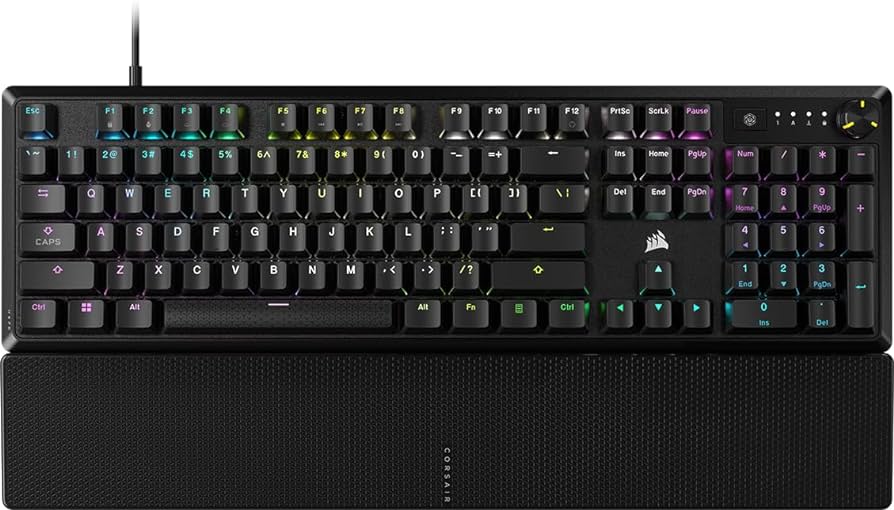 Esc F1 F2 F3 F4 F5 F6 F7 F8 F9 F10 F11 F12 PrtSc ScrLk Pause
`~ 1! 2@ 3# 4$ 5% 6^ 7& 8* 9( 0) -_ =+ Ins Home PgUp Num / * -
Q W E R T Y U I O P [{ ]} \| Del End PgDn 7 Home 8 9 PgUp +
CAPS A S D F G H J K L ;: '" 4 5 6
Z X C V B N M ,< .> /? 1 End 2 3 PgDn
Ctrl Alt Alt Fn Ctrl 0 Ins . Del
CORSAIR